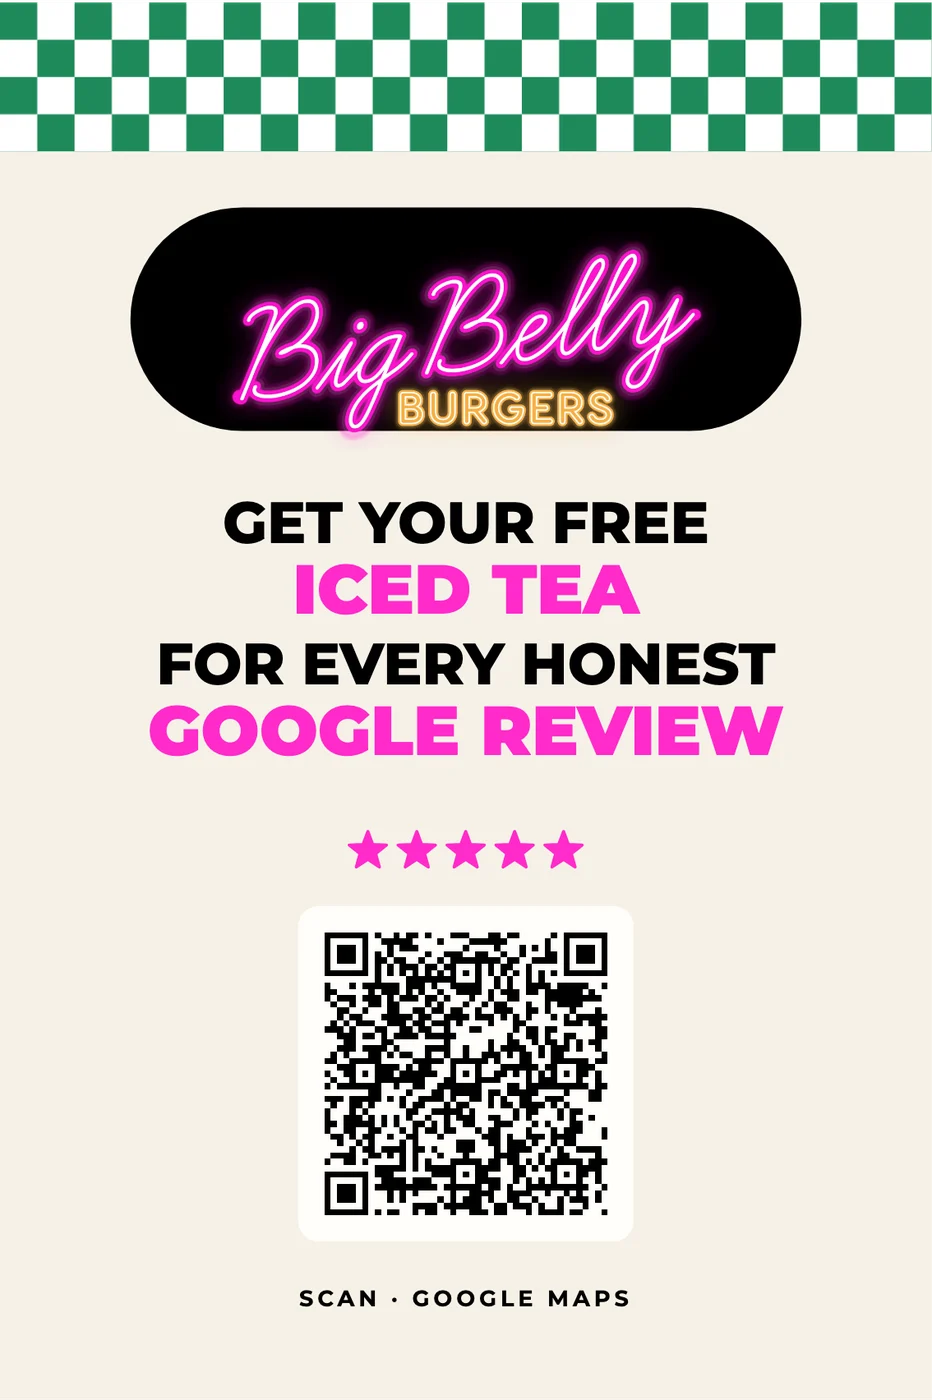 Big Belly
BURGERS
GET YOUR FREE
ICED TEA
FOR EVERY HONEST
GOOGLE REVIEW
SCAN · GOOGLE MAPS